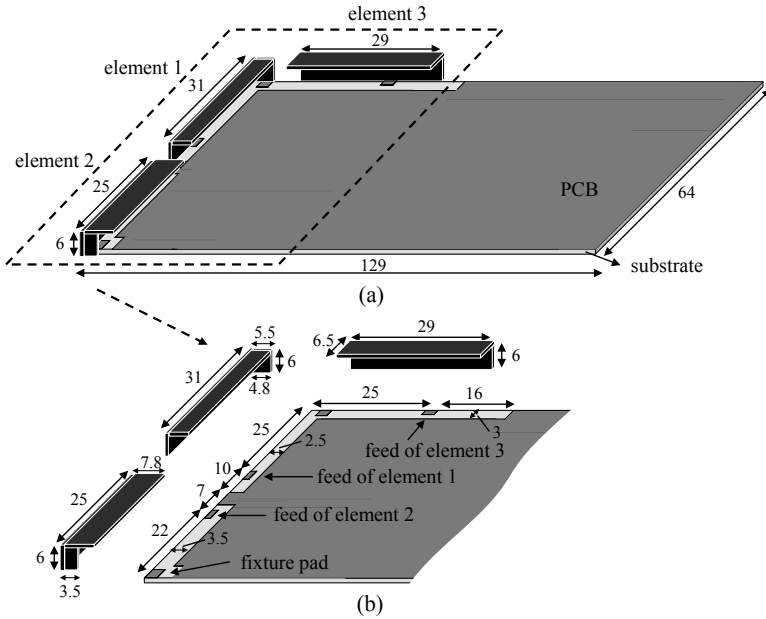 element 3
29
element 1
31
element 2
25
6
PCB
64
129
substrate
(a)
5.5
6
4.8
31
6.5
29
6
25
16
3
25
2.5
feed of element 3
10
feed of element 1
7.8
25
7
feed of element 2
22
3.5
6
fixture pad
3.5
(b)